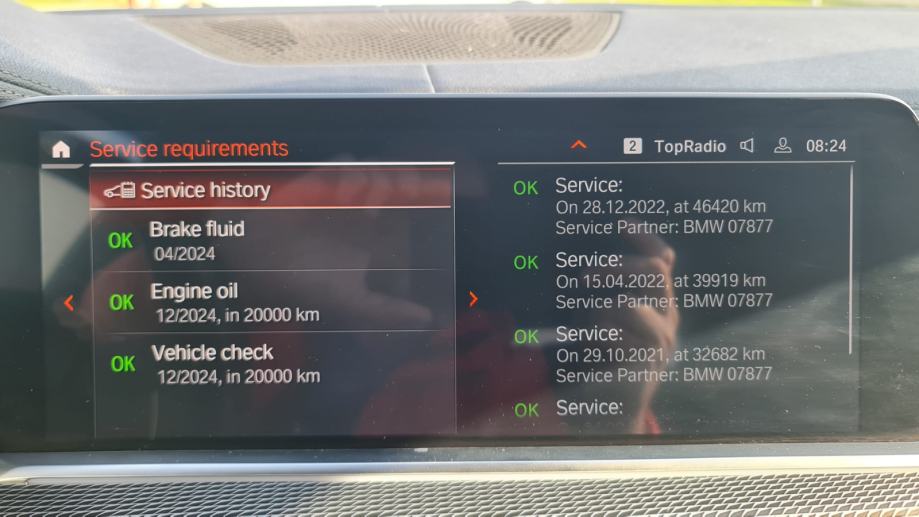 Service requirements
2 TopRadio 08:24
Service history
OK Brake fluid
04/2024
OK Engine oil
12/2024, in 20000 km
OK Vehicle check
12/2024, in 20000 km
OK Service:
On 28.12.2022, at 46420 km
Service Partner: BMW 07877
OK Service:
On 15.04.2022, at 39919 km
Service Partner: BMW 07877
OK Service:
On 29.10.2021, at 32682 km
Service Partner: BMW 07877
OK Service: